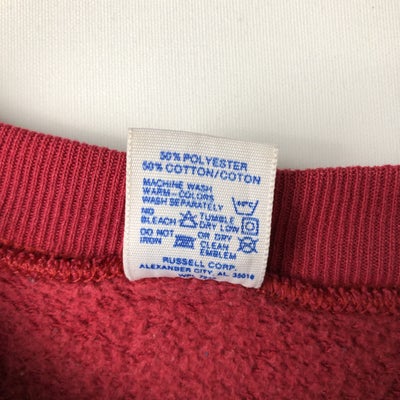 50% POLYESTER
50% COTTON/COTON
MACHINE WASH
WARM-COLORS
WASH SEPARATELY
NO BLEACH TUMBLE DRY LOW
DO NOT IRON OR DRY CLEAN EMBLEM
RUSSELL CORP.
ALEXANDER CITY, AL. 35010